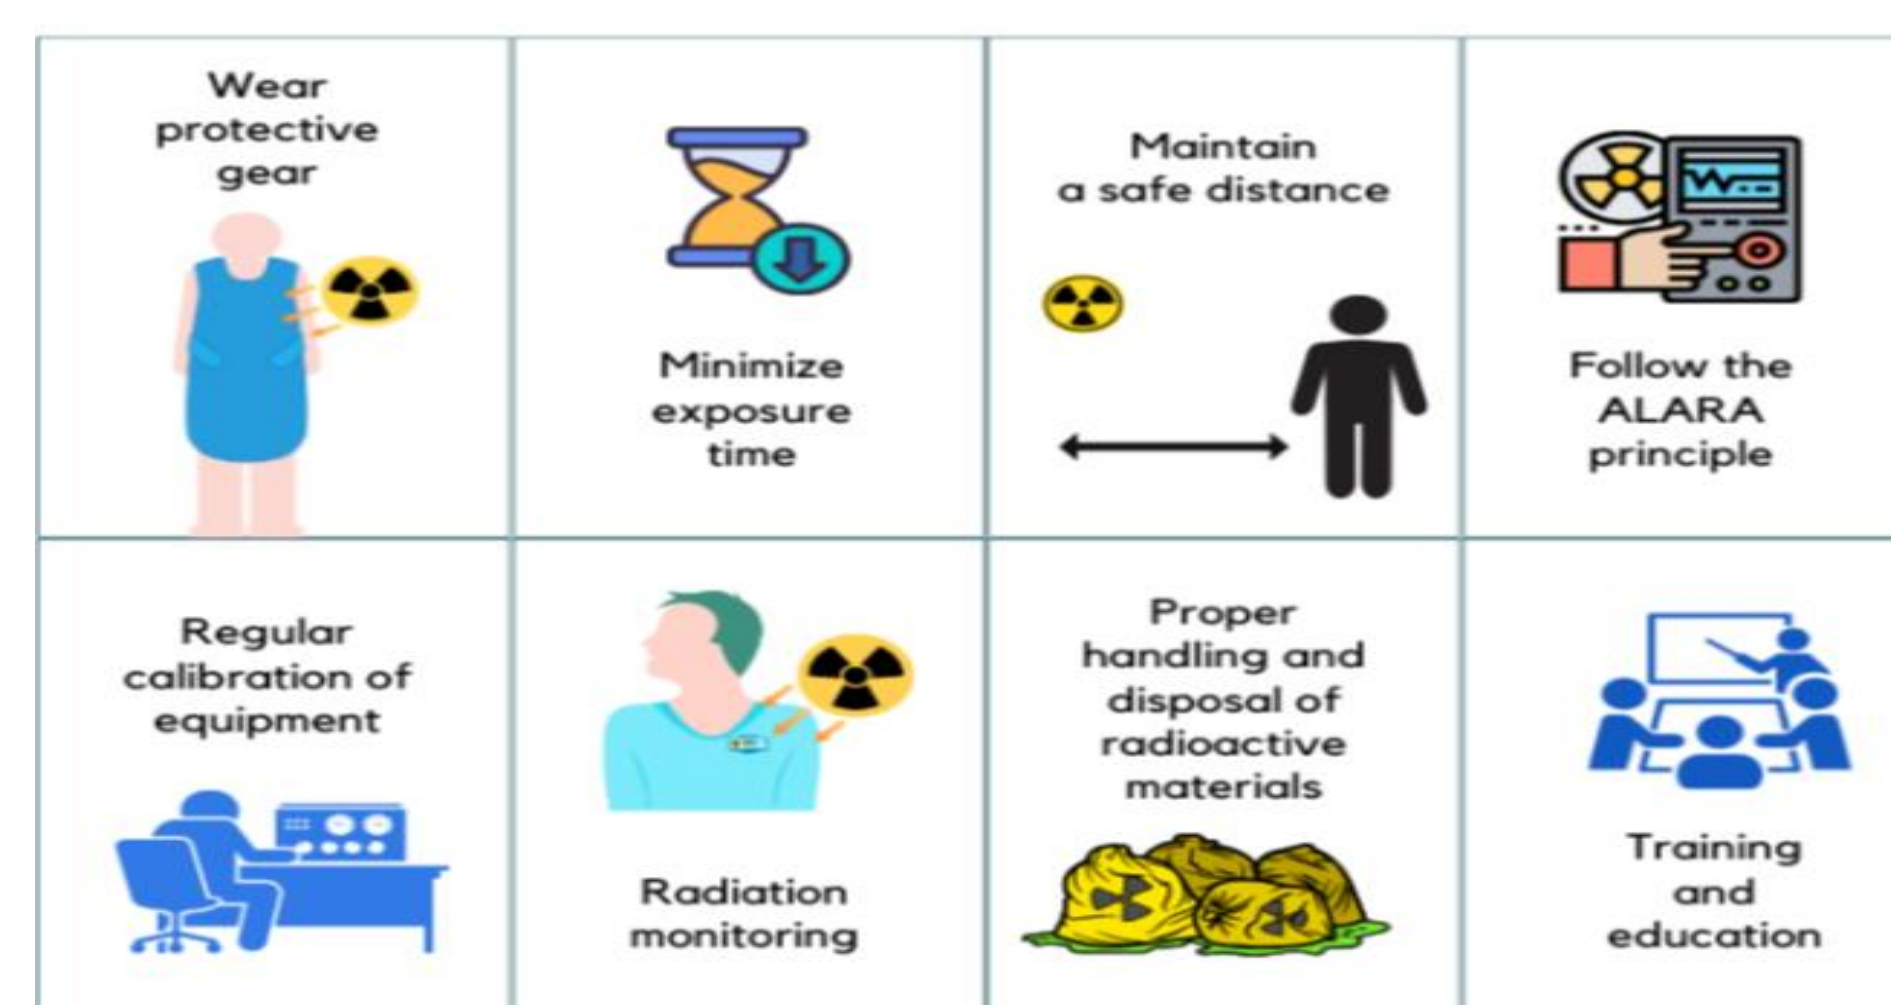 Wear
protective
gear
Minimize
exposure
time
Maintain
a safe distance
Follow the
ALARA
principle
Regular
calibration of
equipment
Radiation
monitoring
Proper
handling and
disposal of
radioactive
materials
Training
and
education